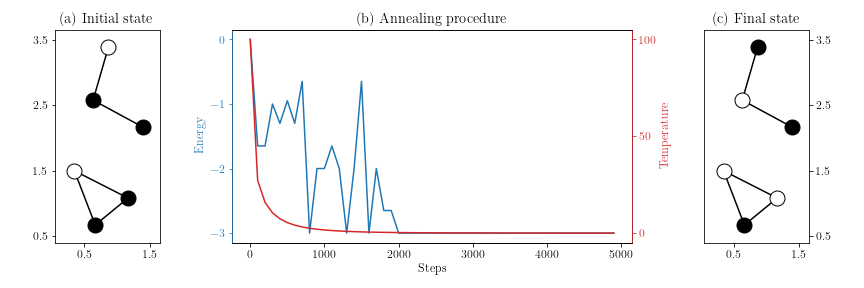 (a) Initial state
3.5
2.5
1.5
0.5
0.5 1.5
(b) Annealing procedure
Energy
0
−1
−2
−3
0 1000 2000 3000 4000 5000
Steps
100
50
0
Temperature
(c) Final state
3.5
2.5
1.5
0.5
0.5 1.5